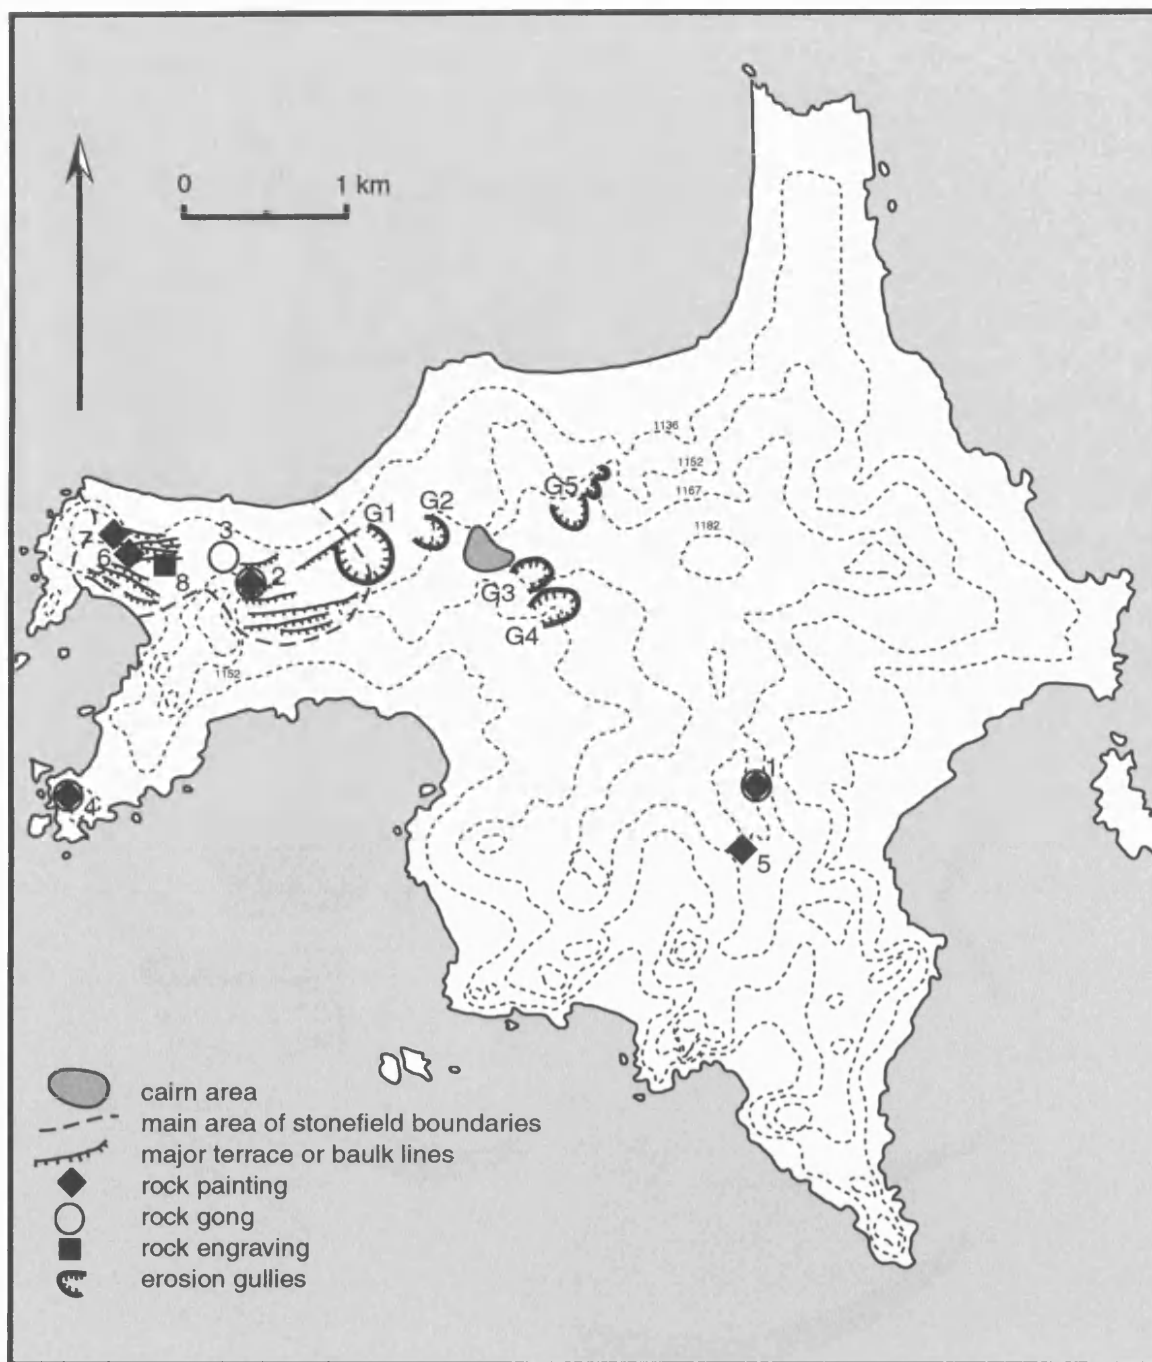 0 1 km
1136
1152
1167
1182
G5
G2
G1
3
7
6
8
2
G3
G4
1152
1
4
5
cairn area
main area of stonefield boundaries
major terrace or baulk lines
rock painting
rock gong
rock engraving
erosion gullies